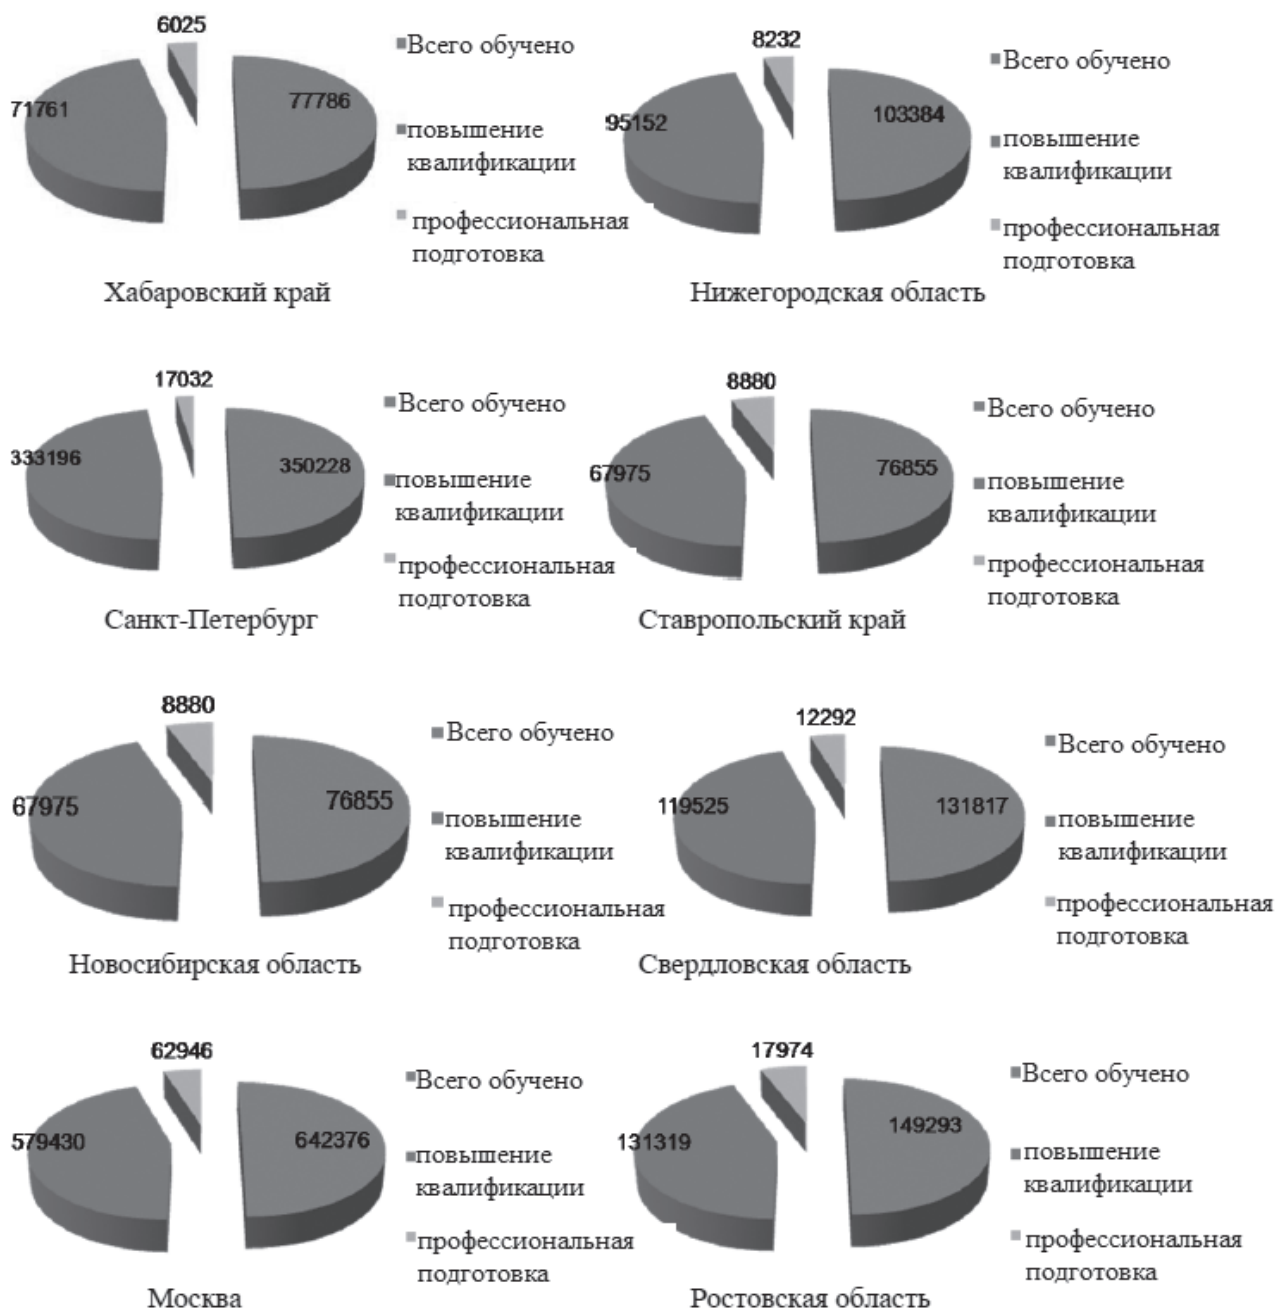 6025
71761
77786
Всего обучено
повышение
квалификации
профессиональная
подготовка
Хабаровский край
8232
95152
103384
Всего обучено
повышение
квалификации
профессиональная
подготовка
Нижегородская область
17032
333196
350228
Всего обучено
повышение
квалификации
профессиональная
подготовка
Санкт-Петербург
8880
67975
76855
Всего обучено
повышение
квалификации
профессиональная
подготовка
Ставропольский край
8880
67975
76855
Всего обучено
повышение
квалификации
профессиональная
подготовка
Новосибирская область
12292
119525
131817
Всего обучено
повышение
квалификации
профессиональная
подготовка
Свердловская область
62946
579430
642376
Всего обучено
повышение
квалификации
профессиональная
подготовка
Москва
17974
131319
149293
Всего обучено
повышение
квалификации
профессиональная
подготовка
Ростовская область